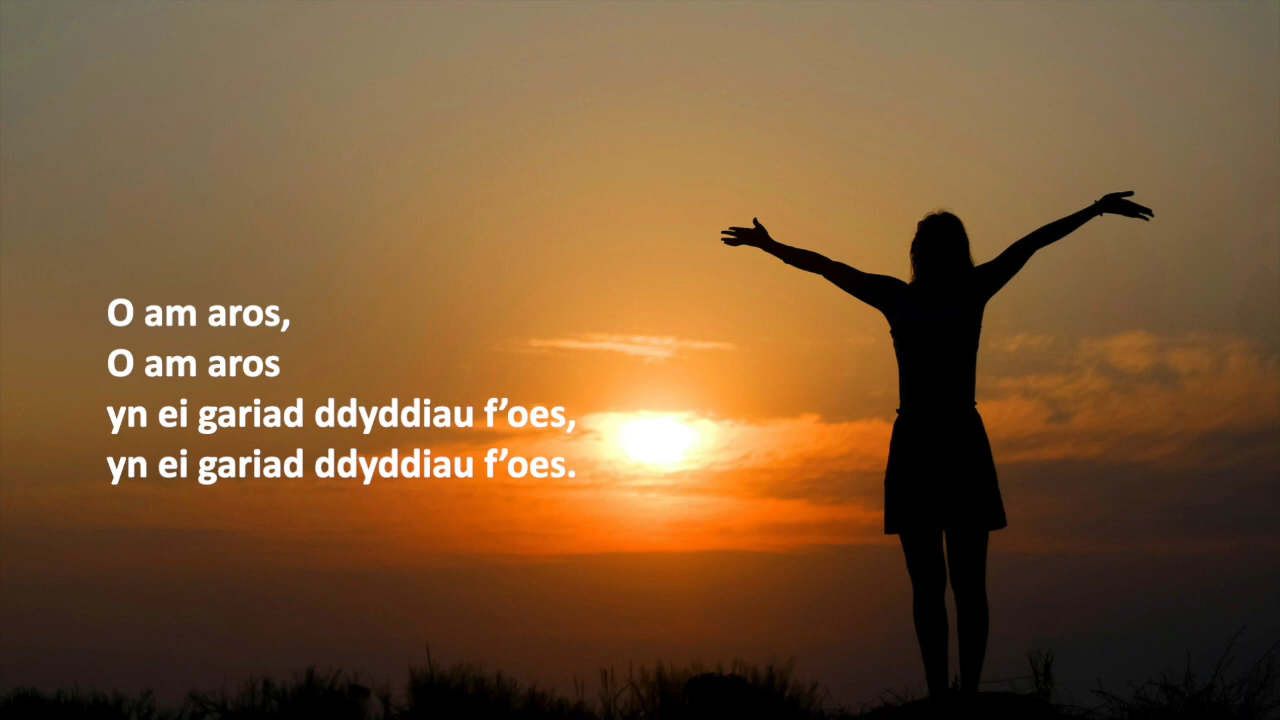 O am aros,
O am aros
yn ei gariad ddyddiau f’oes,
yn ei gariad ddyddiau f’oes.